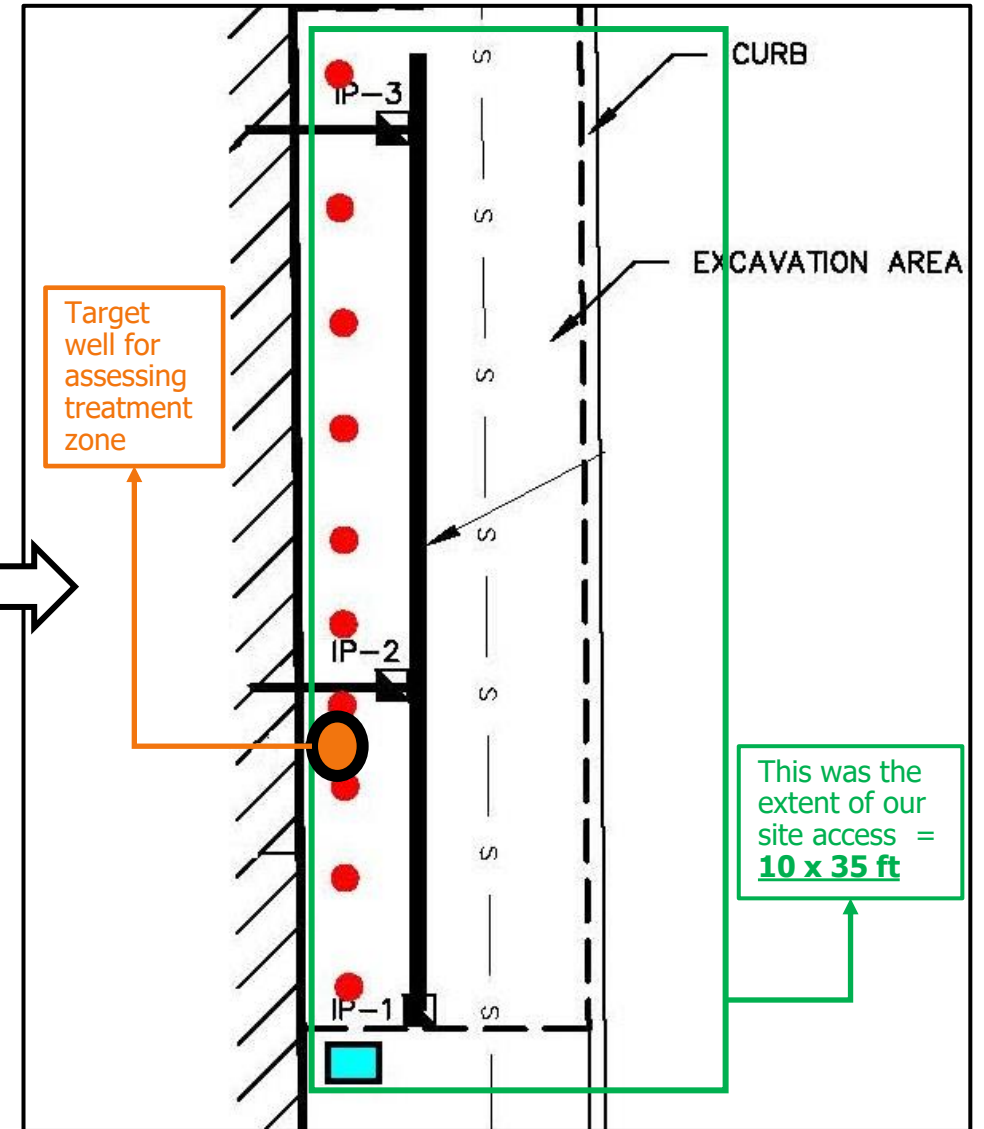 S
CURB
IP-3
S
EXCAVATION AREA
Target
well for
assessing
treatment
zone
S
S
IP-2
S
This was the
extent of our
site access =
10 x 35 ft
S
IP-1
S